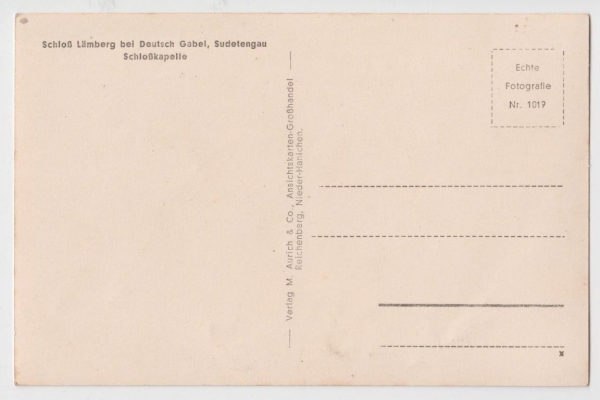 Schloß Lämberg bei Deutsch Gabel, Sudetengau
Schloßkapelle
Verlag M. Aurich & Co., Ansichtskarten-Großhandel
Reichenberg, Nieder-Hanichen.
Echte
Fotografie
Nr. 1019